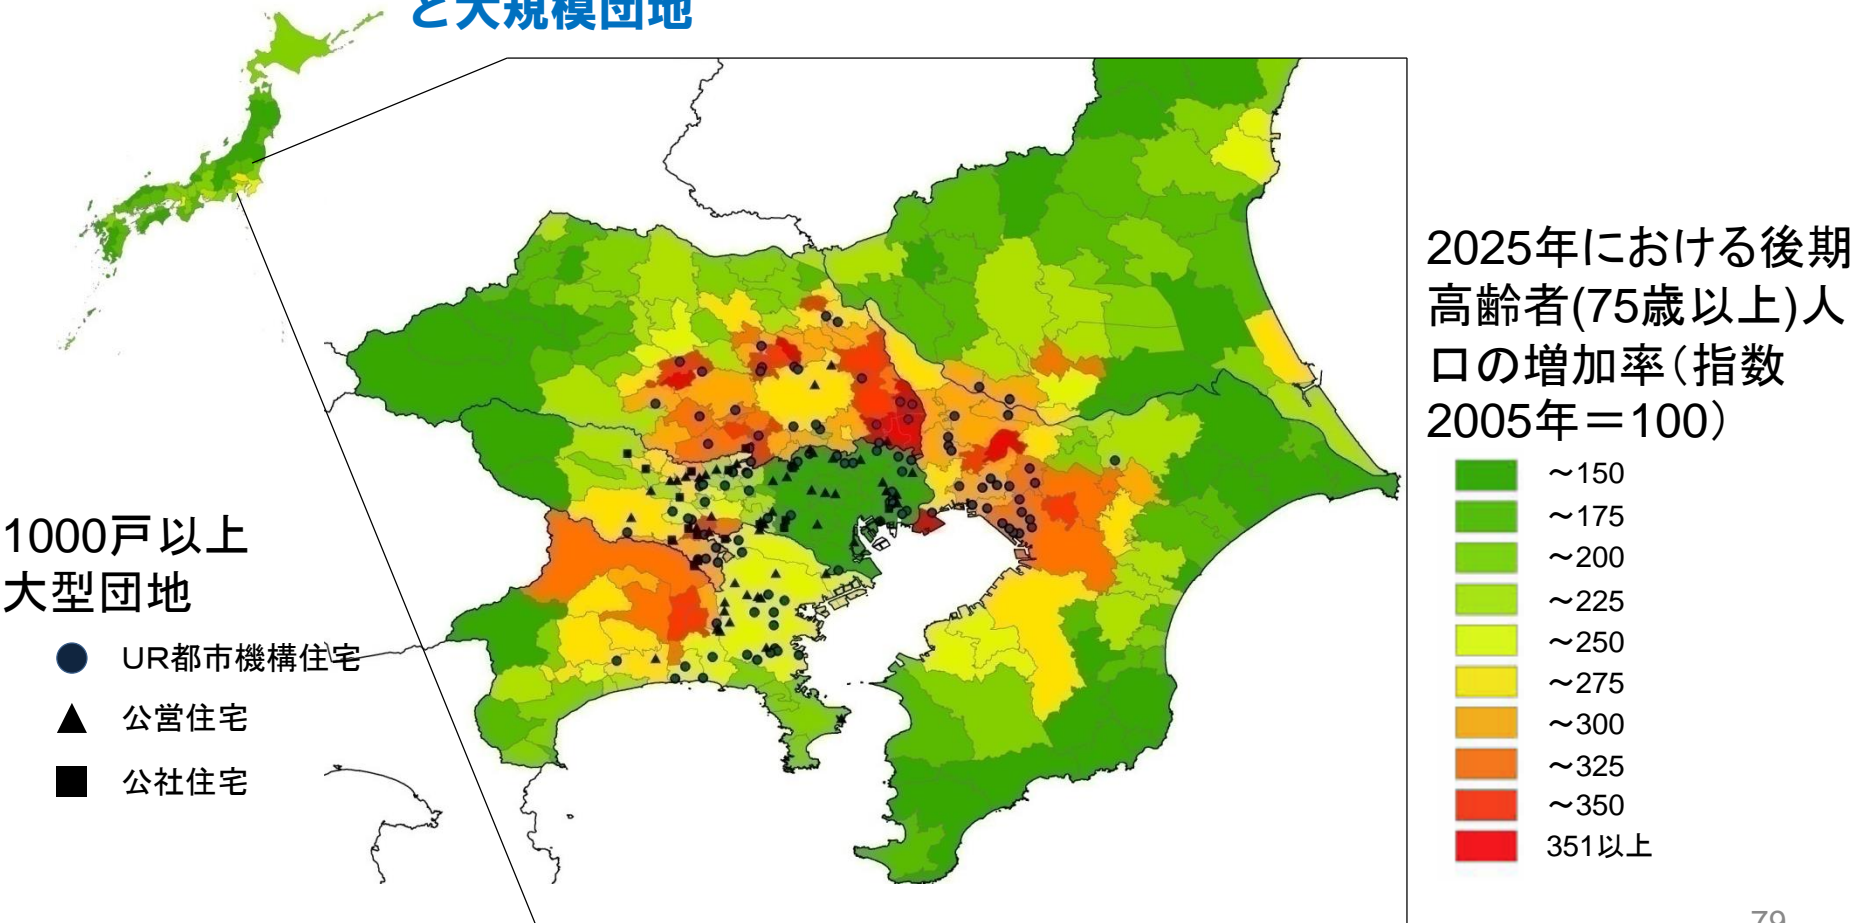 と大規模団地
2025年における後期
高齢者(75歳以上)人
口の増加率（指数
2005年＝100）
～150
～175
～200
～225
～250
～275
～300
～325
～350
351以上
1000戸以上
大型団地
UR都市機構住宅
公営住宅
公社住宅
79